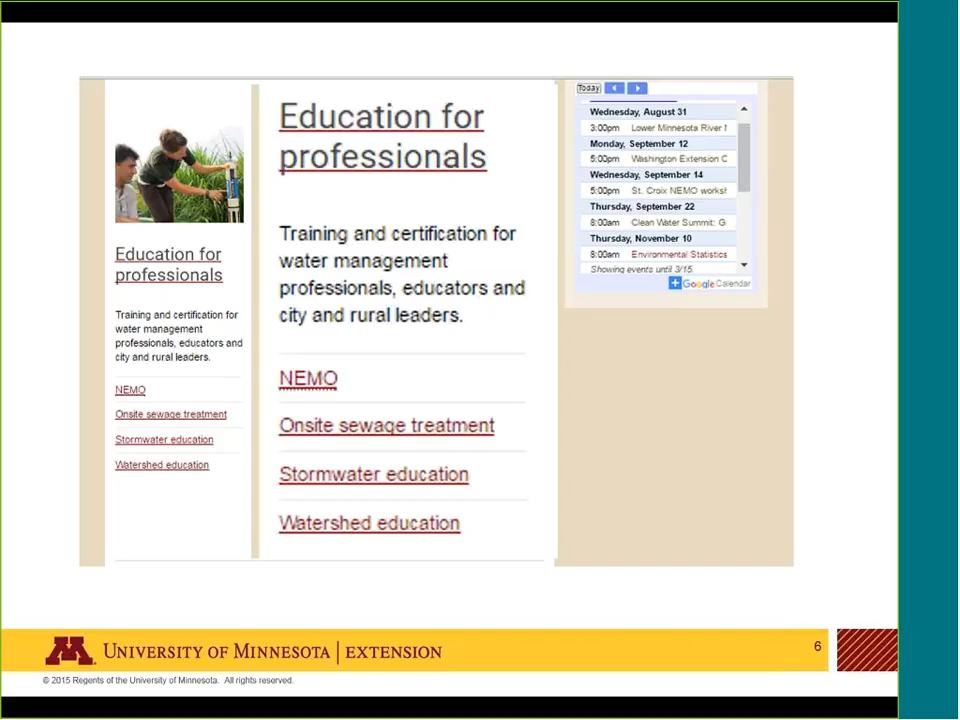 Education for
professionals
Training and certification for
water management
professionals, educators and
city and rural leaders.
NEMO
Onsite sewage treatment
Stormwater education
Watershed education
Education for
professionals
Training and certification for
water management
professionals, educators and
city and rural leaders.
NEMO
Onsite sewage treatment
Stormwater education
Watershed education
Today
Wednesday, August 31
3:00pm Lower Minnesota River
Monday, September 12
5:00pm Washington Extension C
Wednesday, September 14
5:00pm St. Croix NEMO worksh
Thursday, September 22
8:00am Clean Water Summit: G
Thursday, November 10
8:00am Environmental Statistics
Showing events until 3/15.
Google Calendar
M UNIVERSITY OF MINNESOTA | EXTENSION
6
© 2015 Regents of the University of Minnesota. All rights reserved.